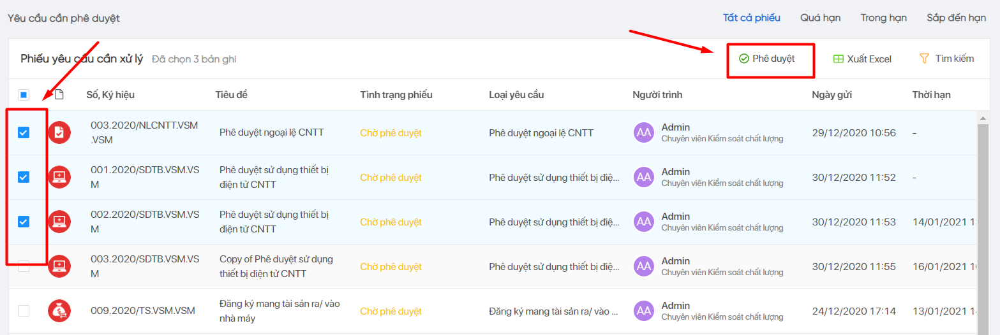 Yêu cầu cần phê duyệt
Tất cả phiếu Quá hạn Trong hạn Sắp đến hạn
Phiếu yêu cầu cần xử lý Đã chọn 3 bản ghi
Phê duyệt Xuất Excel Tìm kiếm
Số, Ký hiệu Tiêu đề Tình trạng phiếu Loại yêu cầu Người trình Ngày gửi Thời hạn
003.2020/NLCNTT.VSM
.VSM
Phê duyệt ngoại lệ CNTT
Chờ phê duyệt
Phê duyệt ngoại lệ CNTT
AA
Admin
Chuyên viên Kiểm soát chất lượng
29/12/2020 10:56
-
001.2020/SDTB.VSM.VS
M
Phê duyệt sử dụng thiết bị
điện tử CNTT
Chờ phê duyệt
Phê duyệt sử dụng thiết bị điệ...
AA
Admin
Chuyên viên Kiểm soát chất lượng
30/12/2020 11:52
-
002.2020/SDTB.VSM.VS
M
Phê duyệt sử dụng thiết bị
điện tử CNTT
Chờ phê duyệt
Phê duyệt sử dụng thiết bị điệ...
AA
Admin
Chuyên viên Kiểm soát chất lượng
30/12/2020 11:53
14/01/2021
003.2020/SDTB.VSM.VS
M
Copy of Phê duyệt sử dụng
thiết bị điện tử CNTT
Chờ phê duyệt
Phê duyệt sử dụng thiết bị điệ...
AA
Admin
Chuyên viên Kiểm soát chất lượng
30/12/2020 11:55
16/01/2021
009.2020/TS.VSM.VSM
Đăng ký mang tài sản ra/ vào
nhà máy
Chờ phê duyệt
Đăng ký mang tài sản ra/ vào ...
AA
Admin
Chuyên viên Kiểm soát chất lượng
24/12/2020 17:14
13/01/2021